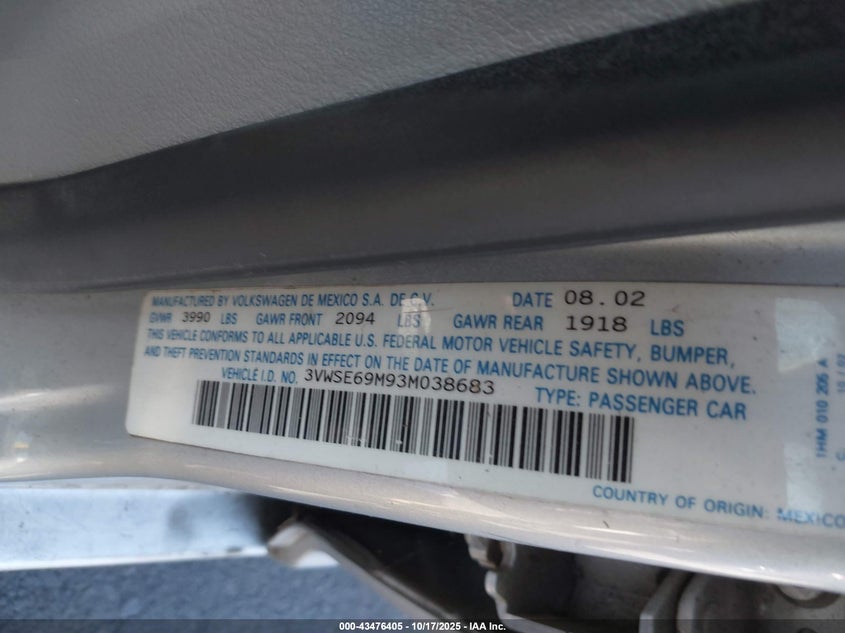 MANUFACTURED BY VOLKSWAGEN DE MEXICO S.A. DE C.V. DATE 08.02
GVWR 3990 LBS GAWR FRONT 2094 LBS GAWR REAR 1918 LBS
THIS VEHICLE CONFORMS TO ALL APPLICABLE U.S. FEDERAL MOTOR VEHICLE SAFETY, BUMPER,
AND THEFT PREVENTION STANDARDS IN EFFECT ON THE DATE OF MANUFACTURE SHOWN ABOVE.
VEHICLE I.D. NO. 3VWSE69M93M038683 TYPE: PASSENGER CAR
COUNTRY OF ORIGIN: MEXICO
1HM 010 205 A
000-43476405 - 10/17/2025 - IAA Inc.